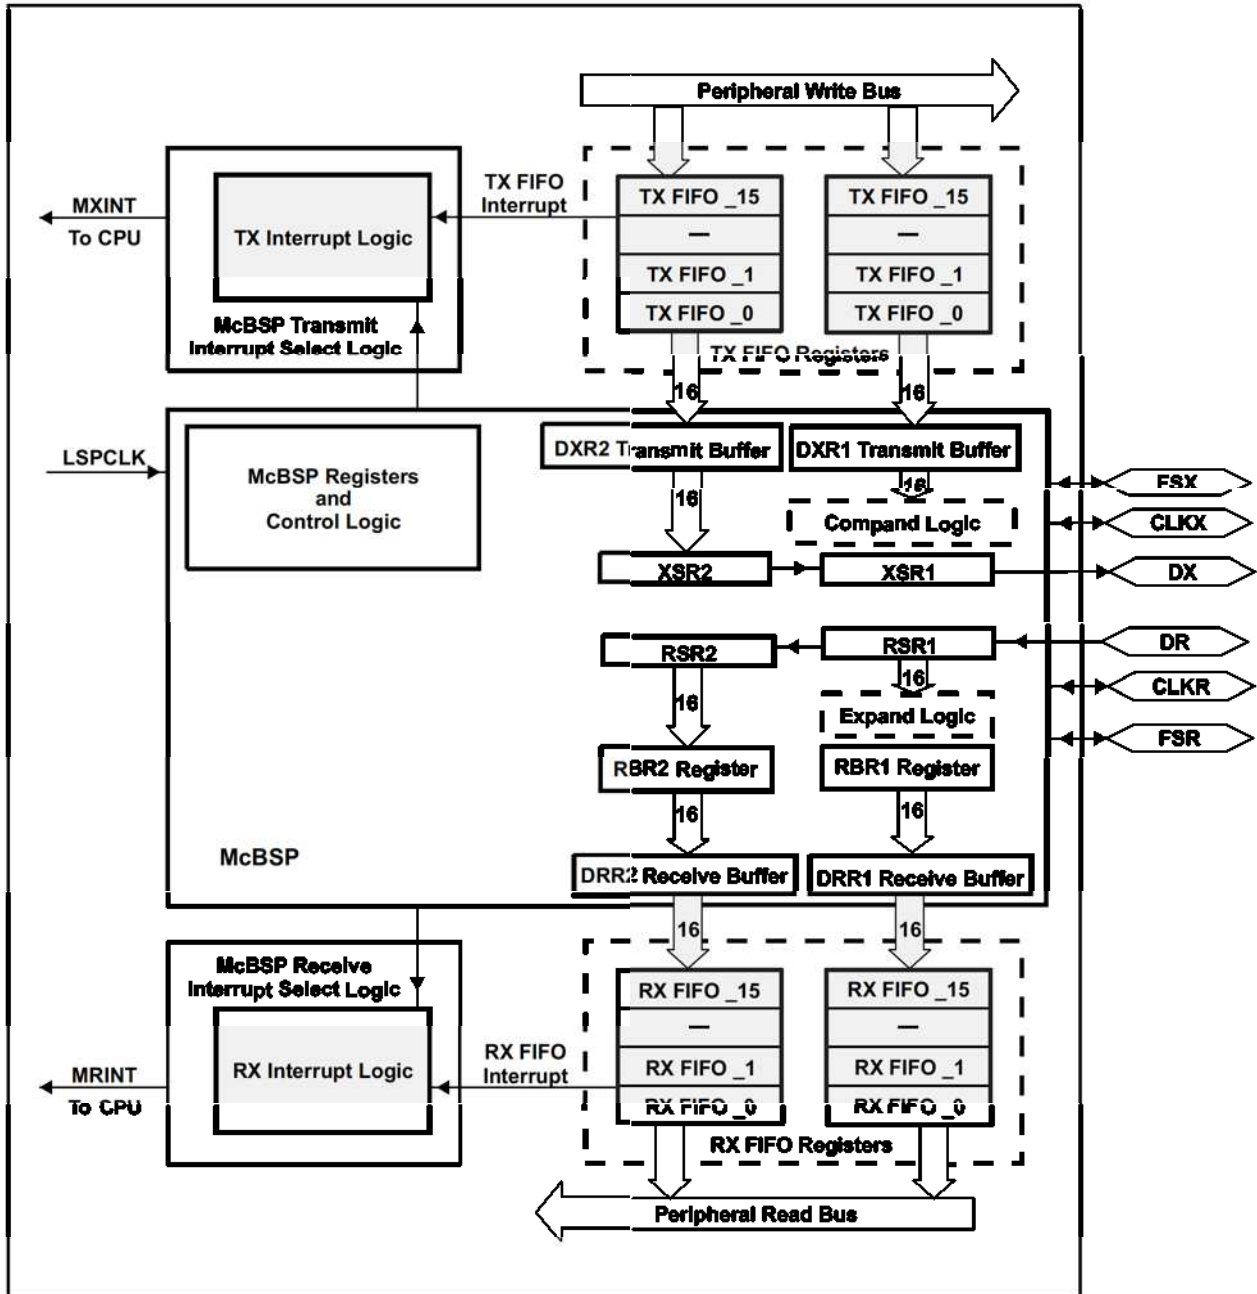 Peripheral Write Bus
TX FIFO _15
—
TX FIFO _1
TX FIFO _0
TX FIFO _15
—
TX FIFO _1
TX FIFO _0
TX FIFO Registers
TX FIFO
Interrupt
TX Interrupt Logic
McBSP Transmit
Interrupt Select Logic
MXINT
To CPU
16
16
LSPCLK
McBSP Registers
and
Control Logic
DXR2 Transmit Buffer
DXR1 Transmit Buffer
16
16
Compand Logic
XSR2
XSR1
FSX
CLKX
DX
RSR2
RSR1
DR
CLKR
FSR
16
16
Expand Logic
RBR2 Register
RBR1 Register
16
16
McBSP
DRR2 Receive Buffer
DRR1 Receive Buffer
16
16
McBSP Receive
Interrupt Select Logic
RX Interrupt Logic
MRINT
To CPU
RX FIFO
Interrupt
RX FIFO _15
—
RX FIFO _1
RX FIFO _0
RX FIFO _15
—
RX FIFO _1
RX FIFO _0
RX FIFO Registers
Peripheral Read Bus